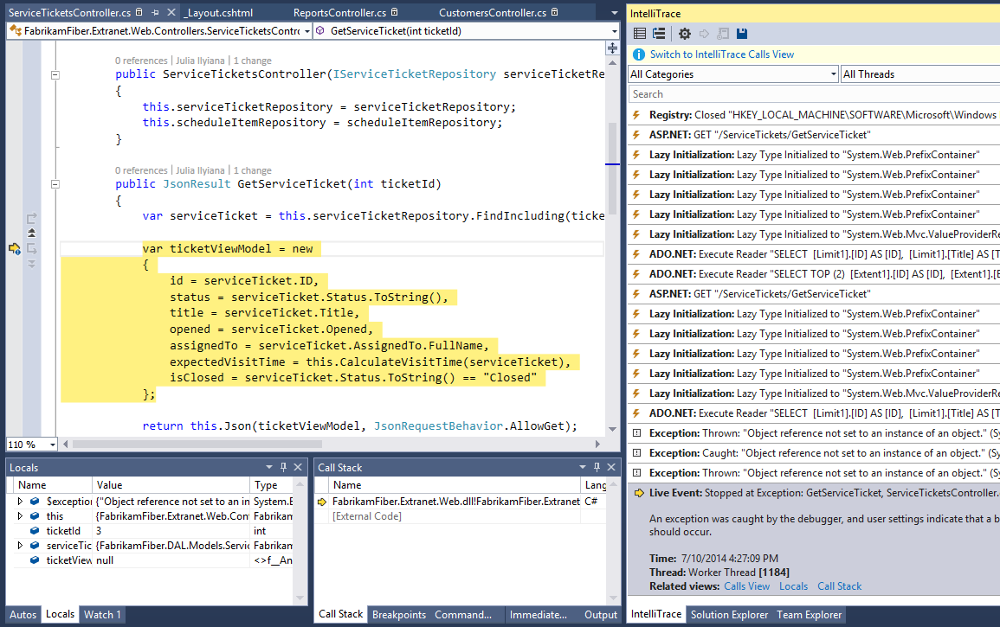 ServiceTicketsController.cs
_Layout.cshtml
ReportsController.cs
CustomersController.cs
FabrikamFiber.Extranet.Web.Controllers.ServiceTicketsContro
GetServiceTicket(int ticketId)
0 references | Julia Ilyiana | 1 change
public ServiceTicketsController(IServiceTicketRepository serviceTicketRe
{
this.serviceTicketRepository = serviceTicketRepository;
this.scheduleItemRepository = scheduleItemRepository;
}
0 references | Julia Ilyiana | 1 change
public JsonResult GetServiceTicket(int ticketId)
{
var serviceTicket = this.serviceTicketRepository.FindIncluding(ticke
var ticketViewModel = new
{
id = serviceTicket.ID,
status = serviceTicket.Status.ToString(),
title = serviceTicket.Title,
opened = serviceTicket.Opened,
assignedTo = serviceTicket.AssignedTo.FullName,
expectedVisitTime = this.CalculateVisitTime(serviceTicket),
isClosed = serviceTicket.Status.ToString() == "Closed"
};
return this.Json(ticketViewModel, JsonRequestBehavior.AllowGet);
110 %
Locals
Name Value Type
$exception {"Object reference not set to an in System.E
this {FabrikamFiber.Extranet.Web.Cont Fabrikam
ticketId 3 int
serviceTic {FabrikamFiber.DAL.Models.Servic Fabrikam
ticketView null <>f__An
Autos Locals Watch 1
Call Stack
Name Lang
FabrikamFiber.Extranet.Web.dll!FabrikamFiber.Extranet C#
[External Code]
Call Stack Breakpoints Command... Immediate... Output
IntelliTrace
Switch to IntelliTrace Calls View
All Categories All Threads
Search
Registry: Closed "HKEY_LOCAL_MACHINE\SOFTWARE\Microsoft\Windows
ASP.NET: GET "/ServiceTickets/GetServiceTicket"
Lazy Initialization: Lazy Type Initialized to "System.Web.PrefixContainer"
Lazy Initialization: Lazy Type Initialized to "System.Web.PrefixContainer"
Lazy Initialization: Lazy Type Initialized to "System.Web.PrefixContainer"
Lazy Initialization: Lazy Type Initialized to "System.Web.PrefixContainer"
Lazy Initialization: Lazy Type Initialized to "System.Web.Mvc.ValueProviderRe
ADO.NET: Execute Reader "SELECT [Limit1].[ID] AS [ID], [Limit1].[Title] AS [T
ADO.NET: Execute Reader "SELECT TOP (2) [Extent1].[ID] AS [ID], [Extent1].[E
ASP.NET: GET "/ServiceTickets/GetServiceTicket"
Lazy Initialization: Lazy Type Initialized to "System.Web.PrefixContainer"
Lazy Initialization: Lazy Type Initialized to "System.Web.PrefixContainer"
Lazy Initialization: Lazy Type Initialized to "System.Web.PrefixContainer"
Lazy Initialization: Lazy Type Initialized to "System.Web.PrefixContainer"
Lazy Initialization: Lazy Type Initialized to "System.Web.Mvc.ValueProviderRe
ADO.NET: Execute Reader "SELECT [Limit1].[ID] AS [ID], [Limit1].[Title] AS [T
Exception: Thrown: "Object reference not set to an instance of an object." (Sy
Exception: Caught: "Object reference not set to an instance of an object." (Sy
Exception: Thrown: "Object reference not set to an instance of an object." (Sy
Live Event: Stopped at Exception: GetServiceTicket, ServiceTicketsController.
An exception was caught by the debugger, and user settings indicate that a b
should occur.
Time: 7/10/2014 4:27:09 PM
Thread: Worker Thread [1184]
Related views: Calls View Locals Call Stack
IntelliTrace Solution Explorer Team Explorer